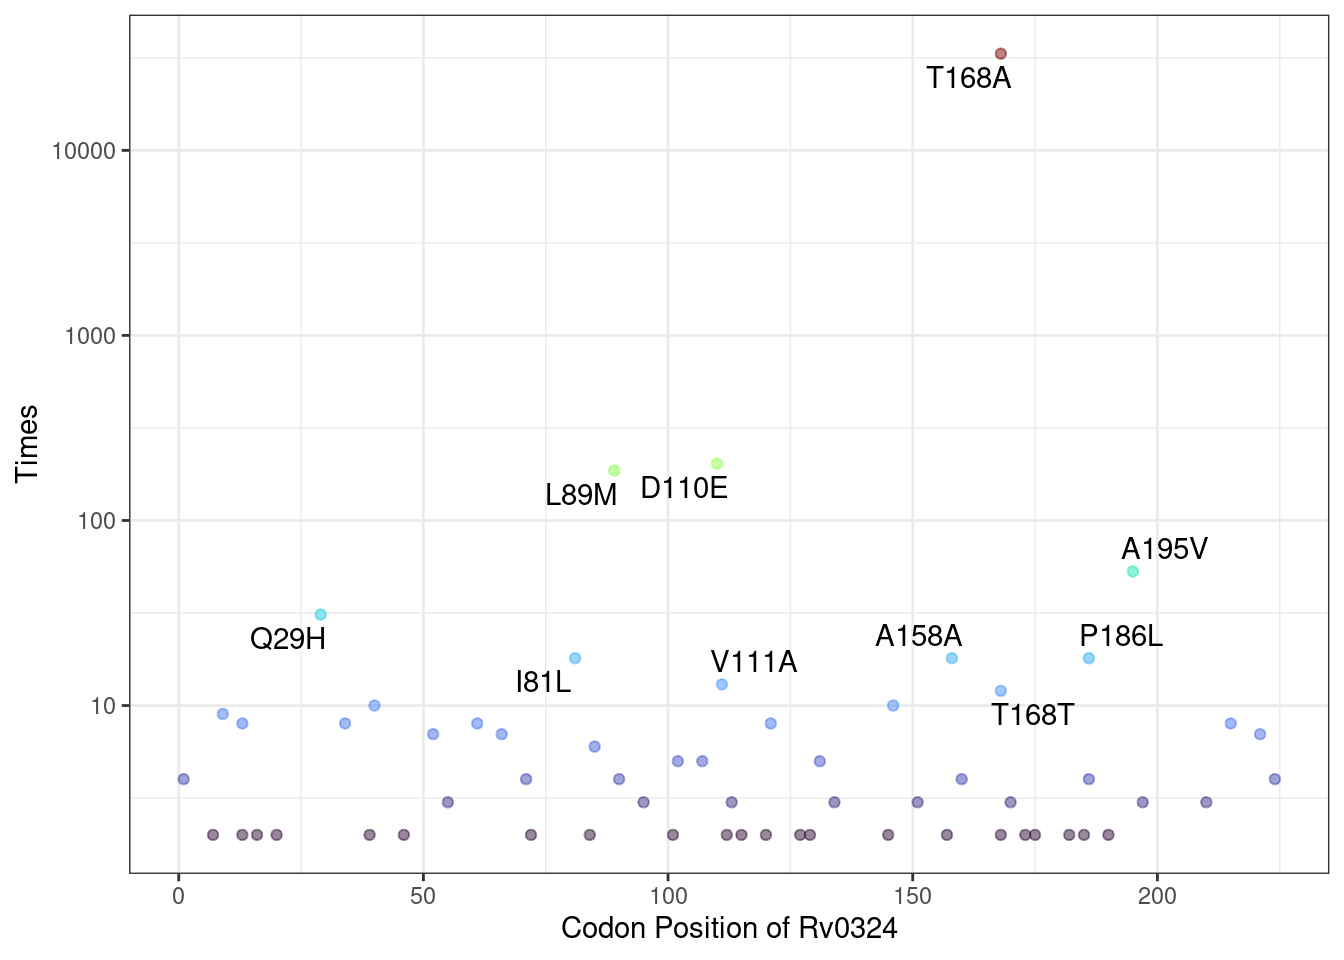 T168A
10000
1000
Times
L89M
D110E
100
A195V
Q29H
A158A
P186L
V111A
I81L
10
T168T
0
50
100
150
200
Codon Position of Rv0324